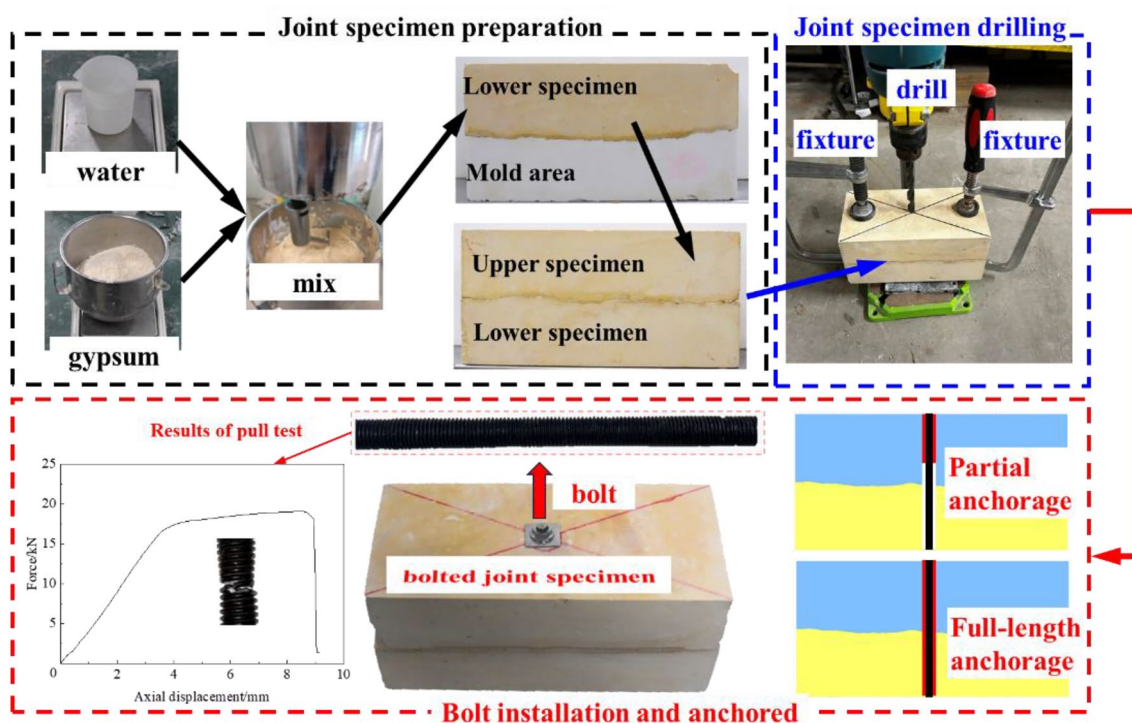 Joint specimen preparation
water
gypsum
mix
Lower specimen
Mold area
Upper specimen
Lower specimen
Joint specimen drilling
drill
fixture
fixture
Results of pull test
25
20
15
10
5
0
2
4
6
8
10
Force/kN
Axial displacement/mm
bolt
bolted joint specimen
Partial
anchorage
Full-length
anchorage
Bolt installation and anchored